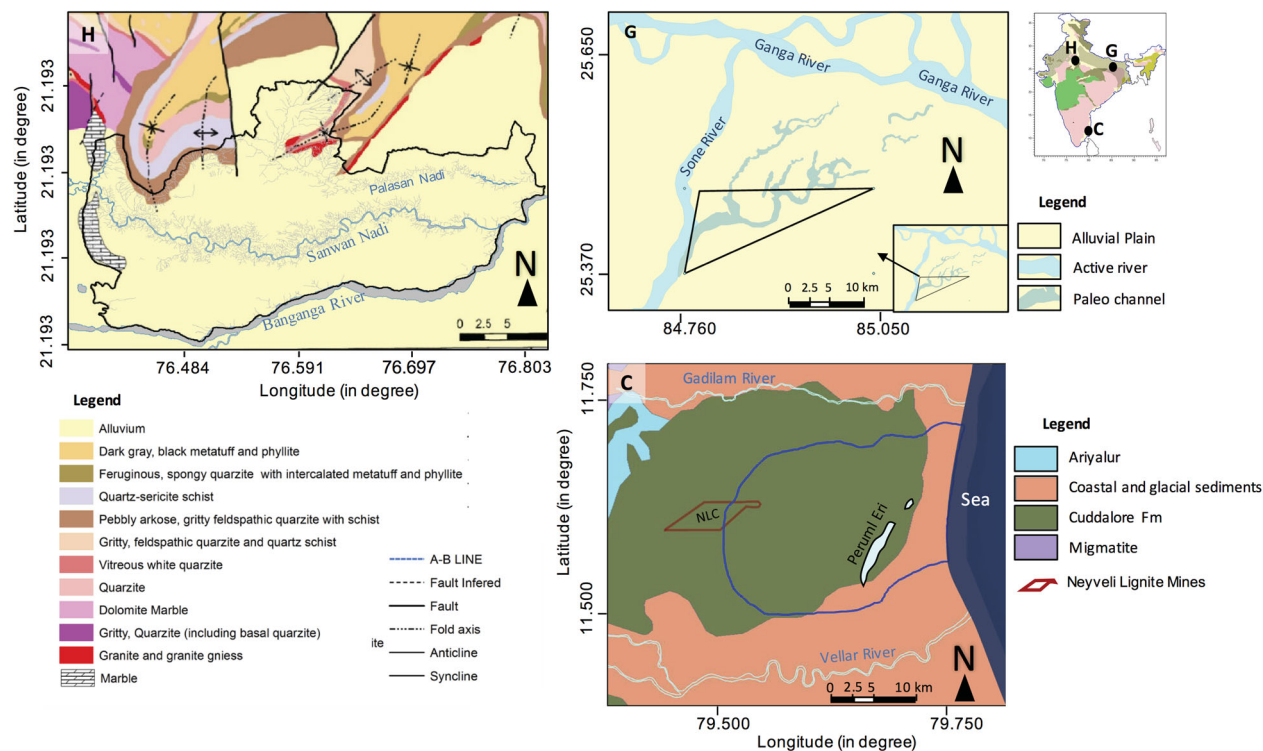 H
Latitude (in degree)
21.193
21.193
21.193
21.193
Palasan Nadi
Sanwan Nadi
Banganga River
N
0 2.5 5
76.484
76.591
76.697
76.803
Longitude (in degree)
Legend
Alluvium
Dark gray, black metatuff and phyllite
Feruginous, spongy quartzite with intercalated metatuff and phyllite
Quartz-sericite schist
Pebbly arkose, gritty feldspathic quartzite with schist
Gritty, feldspathic quartzite and quartz schist
Vitreous white quartzite
Quartzite
Dolomite Marble
Gritty, Quartzite (including basal quartzite)
Granite and granite gniess
Marble
ite
A-B LINE
Fault Infered
Fault
Fold axis
Anticline
Syncline
G
25.650
25.370
Ganga River
Ganga River
Sone River
N
0 2.5 5 10 km
84.760
85.050
H
G
C
Legend
Alluvial Plain
Active river
Paleo channel
C
Latitude (in degree)
11.750
11.500
Gadilam River
NLC
Peruml Eri
Sea
Vellar River
N
0 2.5 5 10 km
79.500
79.750
Longitude (in degree)
Legend
Ariyalur
Coastal and glacial sediments
Cuddalore Fm
Migmatite
Neyveli Lignite Mines